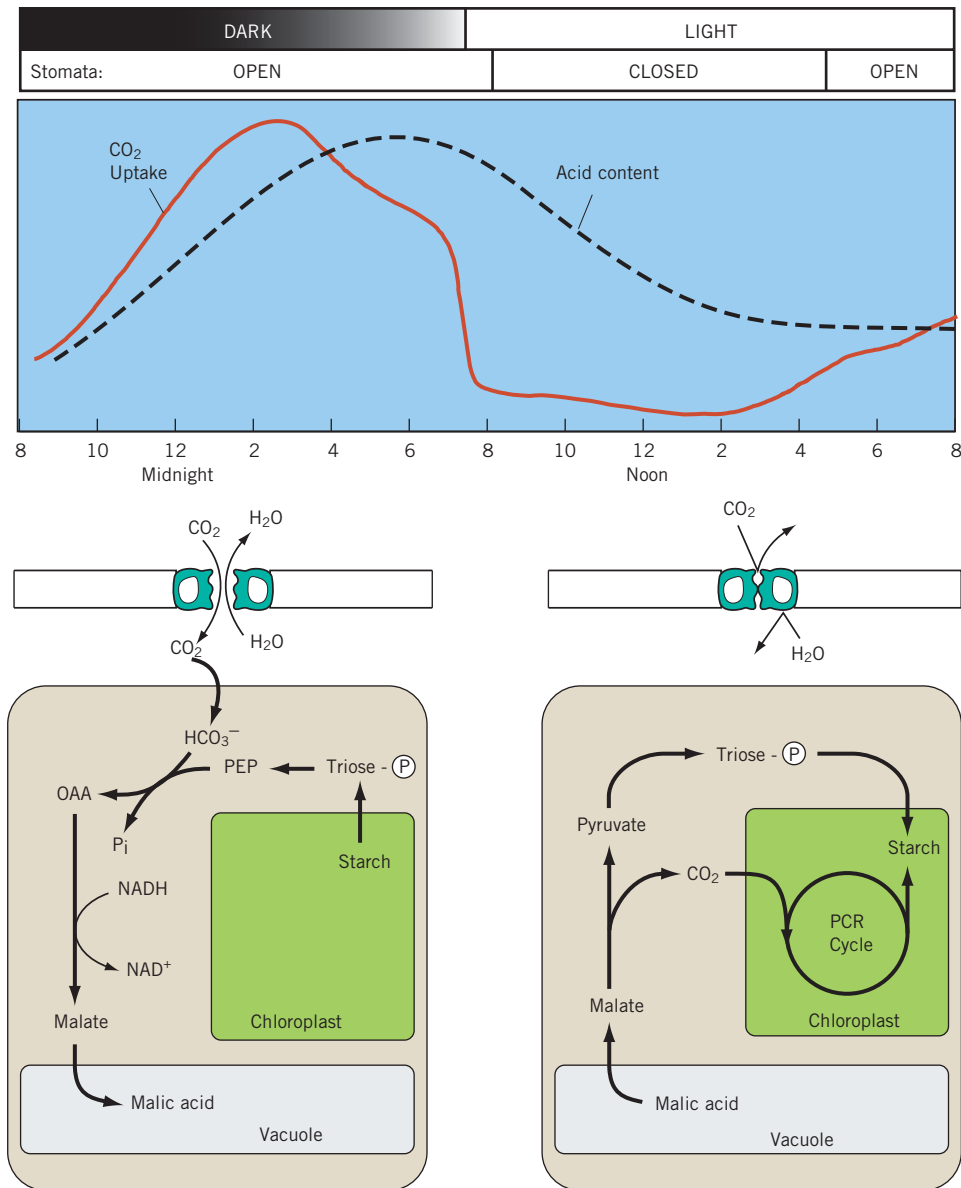 DARK LIGHT
Stomata: OPEN CLOSED OPEN
CO₂
Uptake
Acid content
8 10 12 2 4 6 8 10 12 2 4 6 8
Midnight Noon
CO₂ H₂O
CO₂ H₂O
HCO₃⁻
PEP Triose - P
OAA
Pi
Starch
NADH
NAD⁺
Malate
Chloroplast
Malic acid
Vacuole
CO₂
H₂O
Triose - P
Pyruvate
Starch
CO₂
PCR
Cycle
Malate
Chloroplast
Malic acid
Vacuole